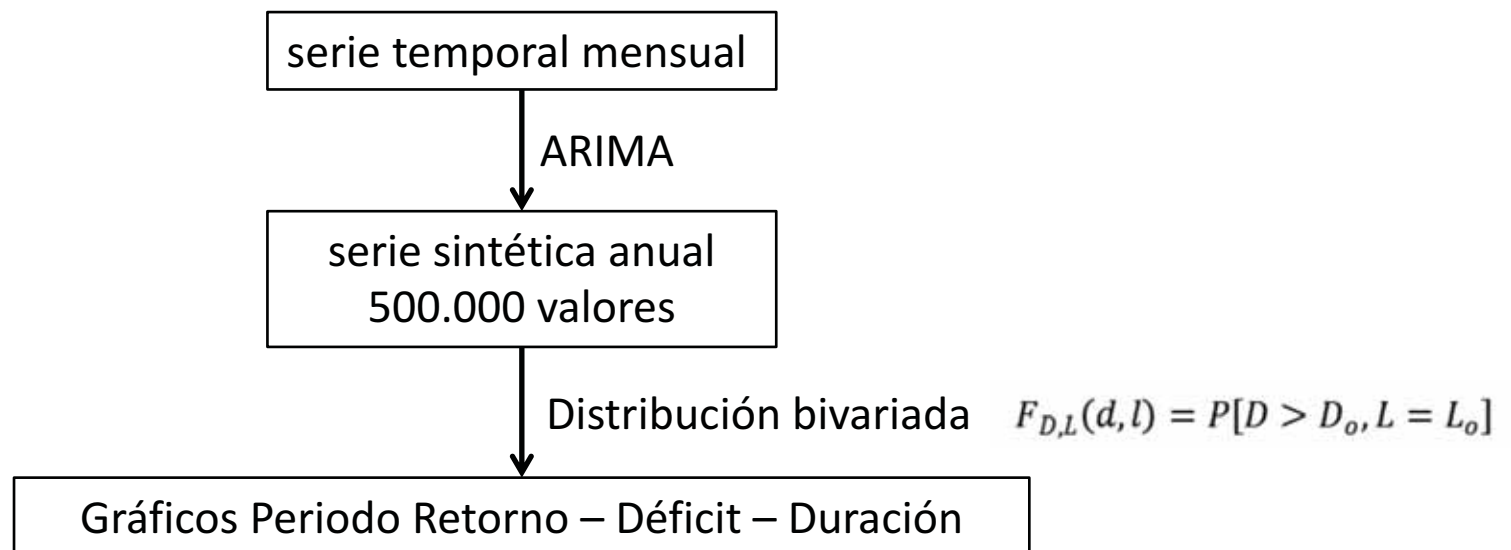 serie temporal mensual
ARIMA
serie sintética anual
500.000 valores
Distribución bivariada F_{D,L}(d, l) = P[D > D_o, L = L_o]
Gráficos Periodo Retorno – Déficit – Duración